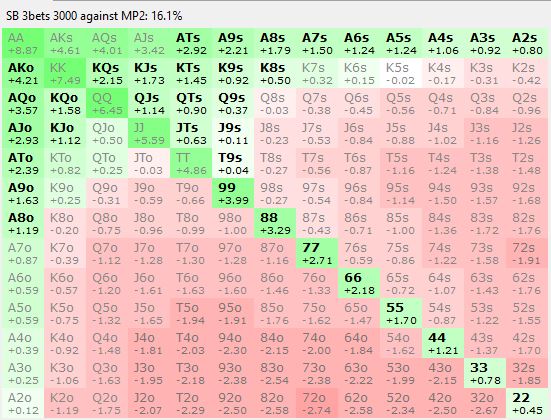 SB 3bets 3000 against MP2: 16.1%
AA AKs AQs AJs ATs A9s A8s A7s A6s A5s A4s A3s A2s
+8.87 +4.61 +4.01 +3.42 +2.92 +2.21 +1.79 +1.50 +1.24 +1.24 +1.06 +0.92 +0.80
AKo KK KQs KJs KTs K9s K8s K7s K6s K5s K4s K3s K2s
+4.21 +7.49 +2.15 +1.73 +1.45 +0.92 +0.50 +0.32 +0.15 -0.02 -0.17 -0.31 -0.42
AQo KQo QQ QJs QTs Q9s Q8s Q7s Q6s Q5s Q4s Q3s Q2s
+3.57 +1.58 +6.45 +1.14 +0.90 +0.37 -0.03 -0.38 -0.45 -0.56 -0.71 -0.84 -0.96
AJo KJo QJo JJ JTs J9s J8s J7s J6s J5s J4s J3s J2s
+2.93 +1.12 +0.50 +5.59 +0.63 +0.11 -0.23 -0.53 -0.84 -0.88 -1.02 -1.16 -1.26
ATo KTo QTo JTo TT T9s T8s T7s T6s T5s T4s T3s T2s
+2.39 +0.82 +0.25 -0.03 +4.86 +0.04 -0.27 -0.56 -0.87 -1.16 -1.24 -1.38 -1.48
A9o K9o Q9o J9o T9o 99 98s 97s 96s 95s 94s 93s 92s
+1.63 +0.25 -0.31 -0.59 -0.66 +3.99 -0.27 -0.54 -0.84 -1.14 -1.50 -1.57 -1.68
A8o K8o Q8o J8o T8o 98o 88 87s 86s 85s 84s 83s 82s
+1.19 -0.20 -0.75 -0.96 -0.99 -1.00 +3.29 -0.43 -0.71 -1.00 -1.36 -1.72 -1.76
A7o K7o Q7o J7o T7o 97o 87o 77 76s 75s 74s 73s 72s
+0.87 -0.39 -1.12 -1.28 -1.30 -1.28 -1.16 +2.71 -0.59 -0.86 -1.22 -1.58 -1.91
A6o K6o Q6o J6o T6o 96o 86o 76o 66 65s 64s 63s 62s
+0.59 -0.57 -1.20 -1.61 -1.63 -1.60 -1.46 -1.33 +2.18 -0.72 -1.07 -1.43 -1.76
A5o K5o Q5o J5o T5o 95o 85o 75o 65o 55 54s 53s 52s
+0.59 -0.75 -1.32 -1.65 -1.94 -1.91 -1.76 -1.62 -1.47 +1.70 -0.87 -1.22 -1.55
A4o K4o Q4o J4o T4o 94o 84o 74o 64o 54o 44 43s 42s
+0.39 -0.92 -1.48 -1.81 -2.03 -2.30 -2.15 -2.00 -1.84 -1.62 +1.21 -1.37 -1.70
A3o K3o Q3o J3o T3o 93o 83o 73o 63o 53o 43o 33 32s
+0.25 -1.06 -1.63 -1.95 -2.18 -2.38 -2.54 -2.38 -2.22 -1.99 -2.15 +0.78 -1.85
A2o K2o Q2o J2o T2o 92o 82o 72o 62o 52o 42o 32o 22
+0.02 -1.19 -1.75 -2.07 -2.29 -2.50 -2.58 -2.74 -2.58 -2.34 -2.50 -2.67 +0.45